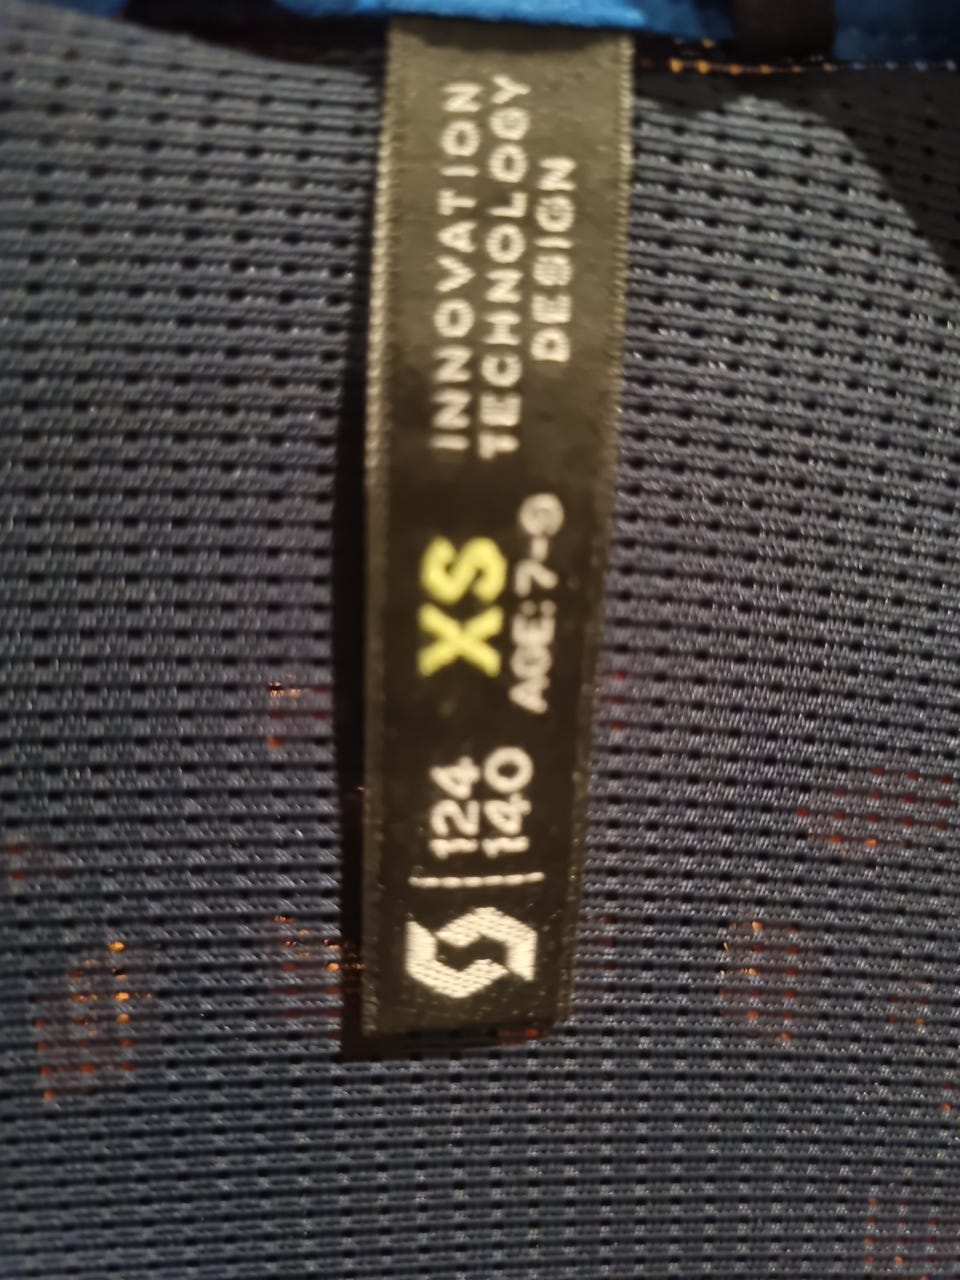 124
140
XS
AGE: 7-9
INNOVATION
TECHNOLOGY
DESIGN